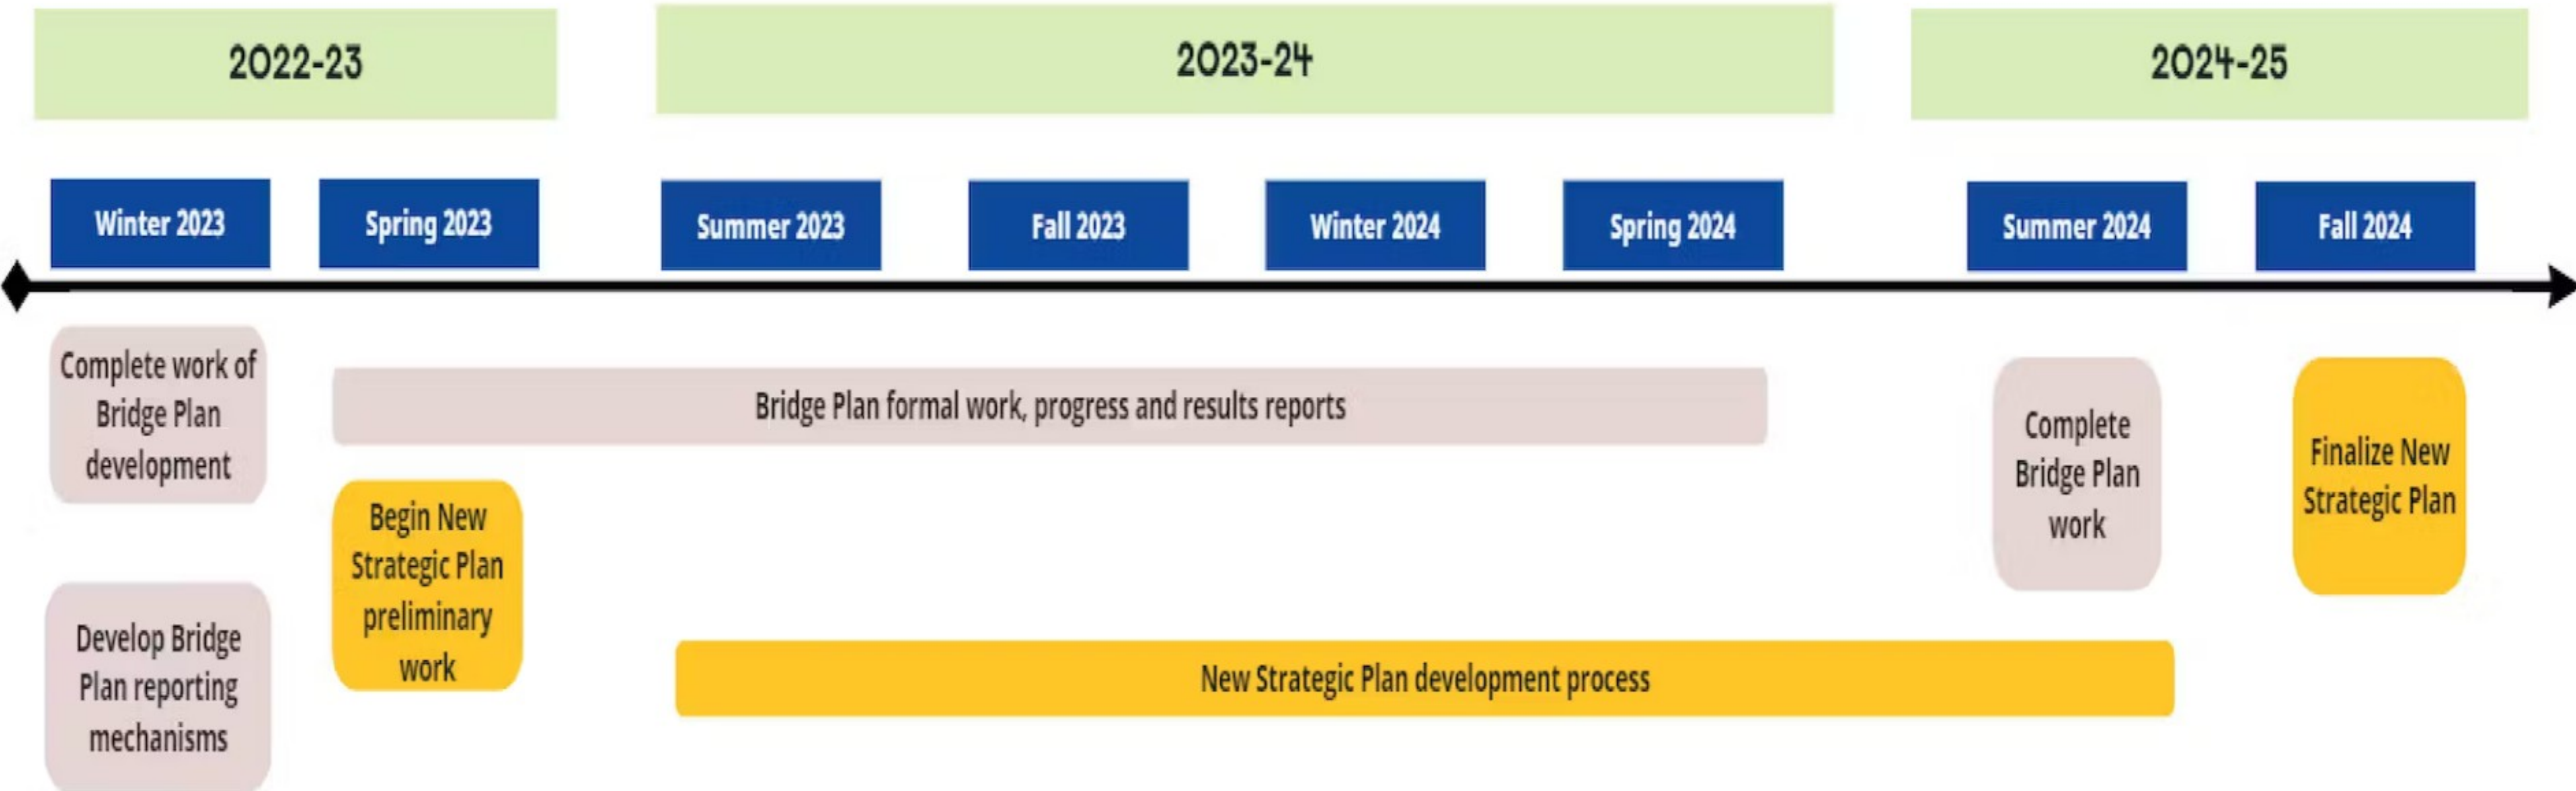 2022-23
2023-24
2024-25
Winter 2023
Spring 2023
Summer 2023
Fall 2023
Winter 2024
Spring 2024
Summer 2024
Fall 2024
Complete work of
Bridge Plan
development
Bridge Plan formal work, progress and results reports
Complete
Bridge Plan
work
Finalize New
Strategic Plan
Begin New
Strategic Plan
preliminary
work
Develop Bridge
Plan reporting
mechanisms
New Strategic Plan development process